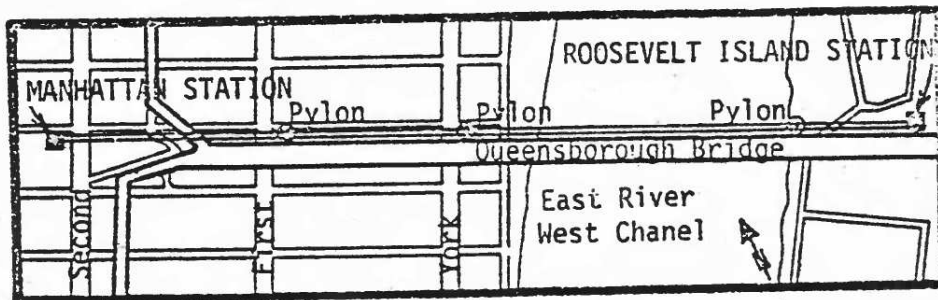 ROOSEVELT ISLAND STATION
MANHATTAN STATION
Pylon
Pylon
Pylon
Queensborough Bridge
East River
West Chanel
Second
First
York